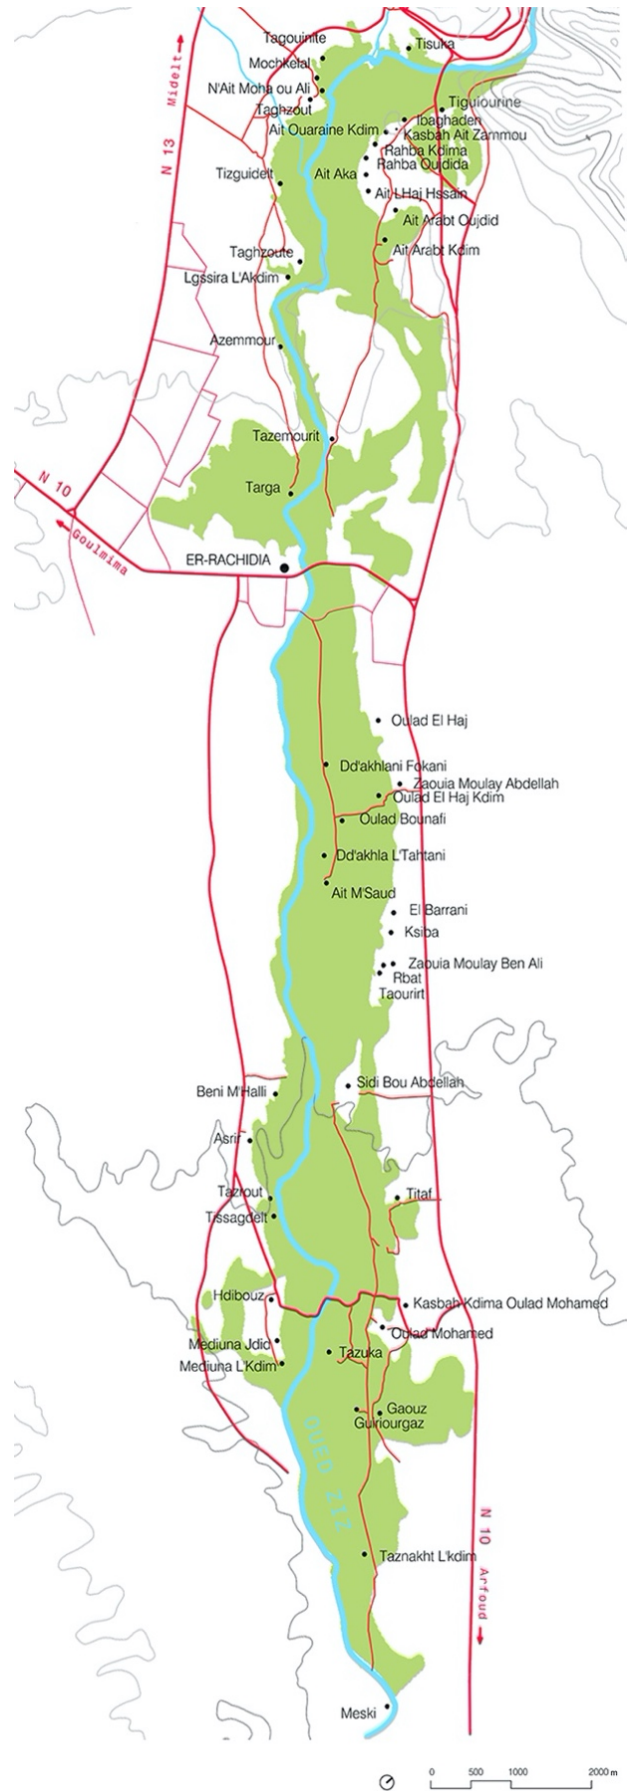 Tagouinite
Tisuka
Mochkelal
Midelt
N'Ait Moha ou Ali
Taghzout
Tiguiourine
Ibaghaden
Ait Ouaraine Kdim
Kasbah Ait Zammou
N 13
Rahba Kdima
Rahba Oujdida
Tizguidelt
Ait Aka
Ait LHaj Hssain
Ait Arabt Oujdid
Taghzoute
Ait Arabt Kdim
Lgssira L'Akdim
Azemmour
Tazemourit
N 10
Targa
Goulmima
ER-RACHIDIA
Oulad El Haj
Dd'akhlani Fokani
Zaouia Moulay Abdellah
Oulad El Haj Kdim
Oulad Bounafi
Dd'akhla L'Tahtani
Ait M'Saud
El Barrani
Ksiba
Zaouia Moulay Ben Ali
Rbat
Taourirt
Sidi Bou Abdellah
Beni M'Halli
Asrir
Tazrout
Titaf
Tissagdelt
Hdibouz
Kasbah Kdima Oulad Mohamed
Oulad Mohamed
Mediuna Jdid
Tazuka
Mediuna L'Kdim
Gaouz
Guiriourgaz
OUED ZIZ
N 10
Taznakht L'kdim
Arfoud
Meski
0 500 1000 2000 m